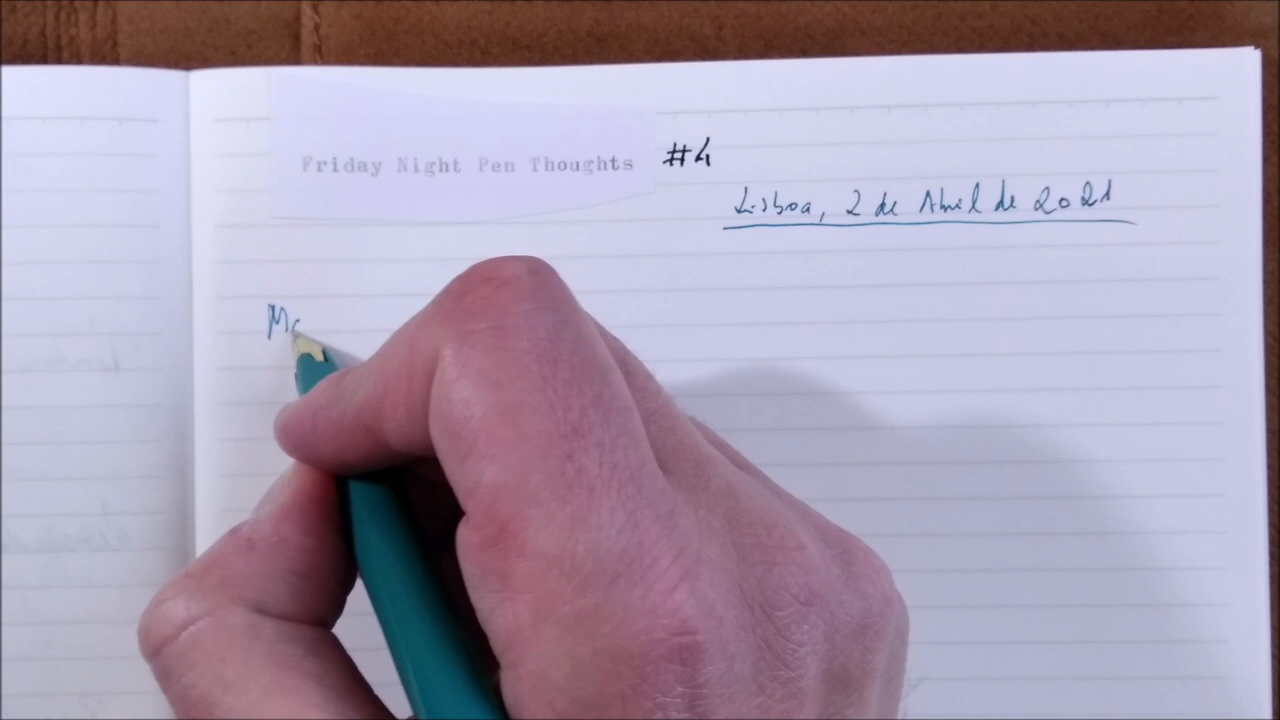 Friday Night Pen Thoughts #4
Lisboa, 2 de Abril de 2021